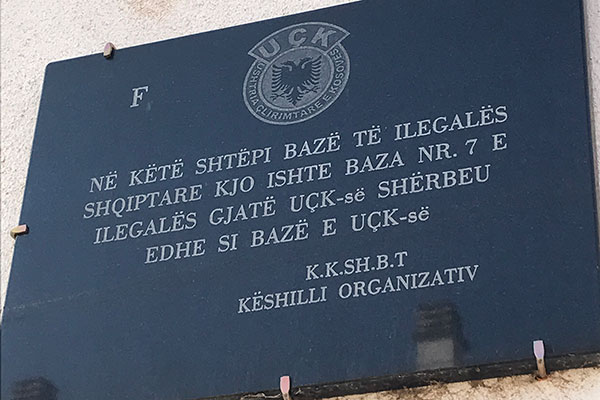 UÇK
USHTRIA ÇLIRIMTARE E KOSOVËS
F
NË KËTË SHTËPI BAZË TË ILEGALËS
SHQIPTARE KJO ISHTE BAZA NR. 7 E
ILEGALËS GJATË UÇK-së SHËRBEU
EDHE SI BAZË E UÇK-së
K.K.SH.B.T
KËSHILLI ORGANIZATIV